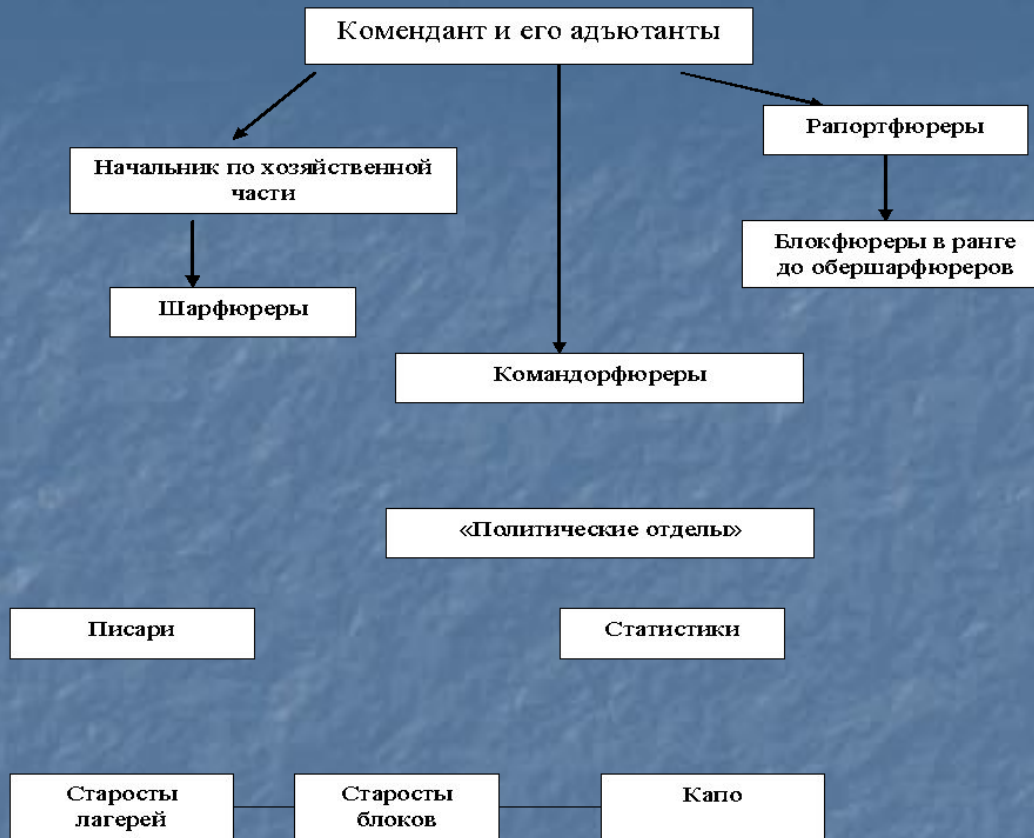 Комендант и его адъютанты
Рапортфюреры
Начальник по хозяйственной
части
Блокфюреры в ранге
до обершарфюреров
Шарфюреры
Командорфюреры
«Политические отделы»
Писари
Статистики
Старосты
лагерей
Старосты
блоков
Капо